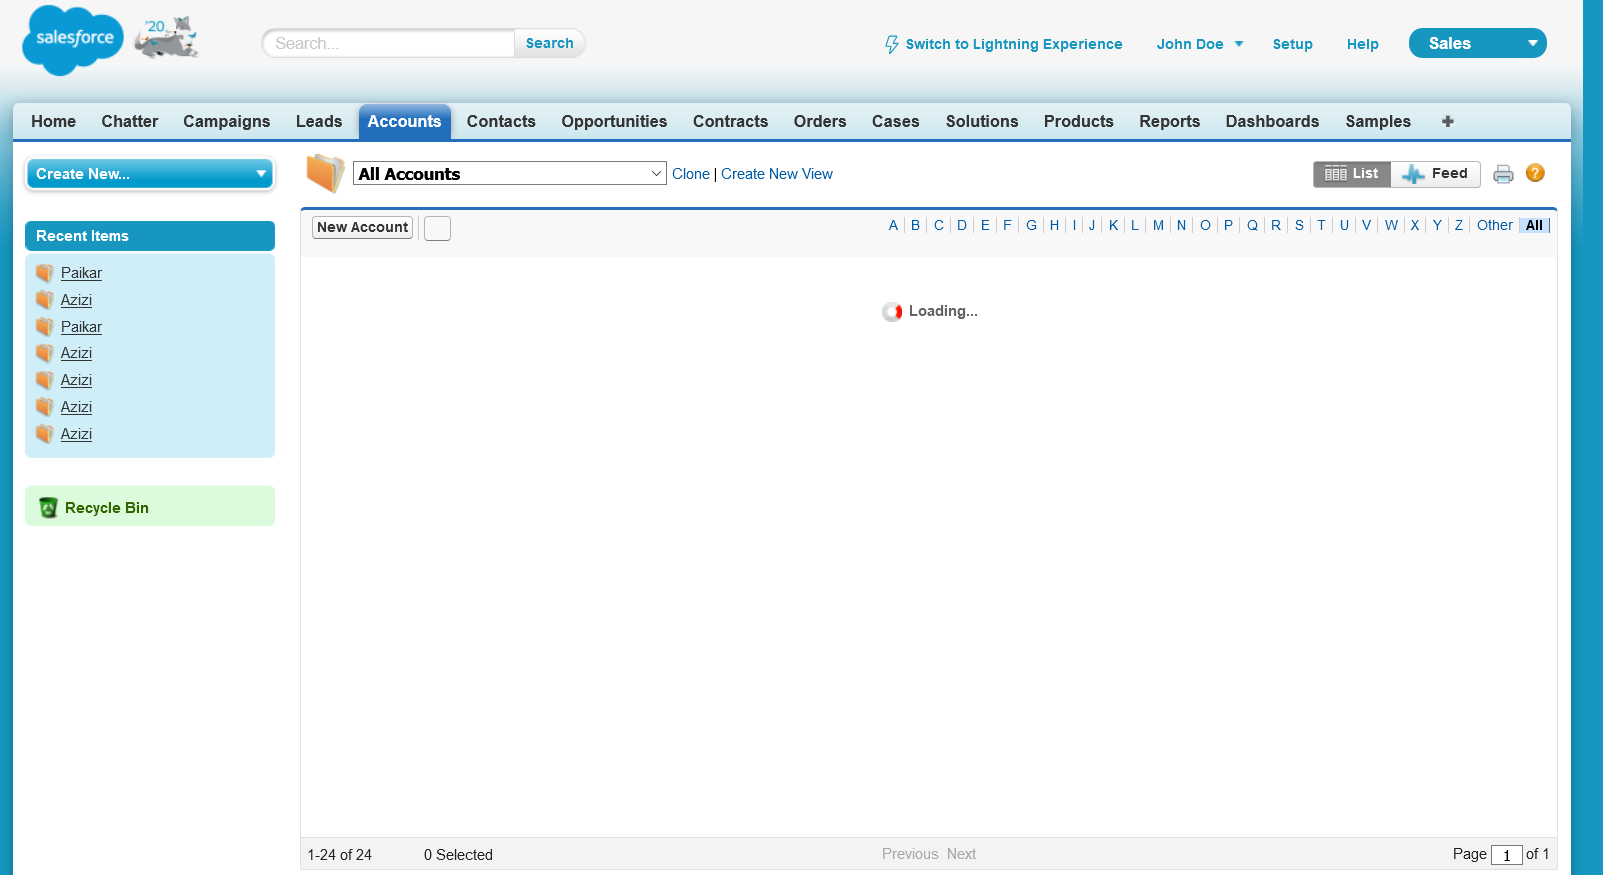 salesforce
'20
Search...
Search
Switch to Lightning Experience
John Doe
Setup
Help
Sales
Home Chatter Campaigns Leads Accounts Contacts Opportunities Contracts Orders Cases Solutions Products Reports Dashboards Samples +
Create New...
All Accounts
Clone | Create New View
List
Feed
?
Recent Items
Paikar
Azizi
Paikar
Azizi
Azizi
Azizi
Azizi
Recycle Bin
New Account
A B C D E F G H I J K L M N O P Q R S T U V W X Y Z Other All
Loading...
1-24 of 24
0 Selected
Previous Next
Page 1 of 1